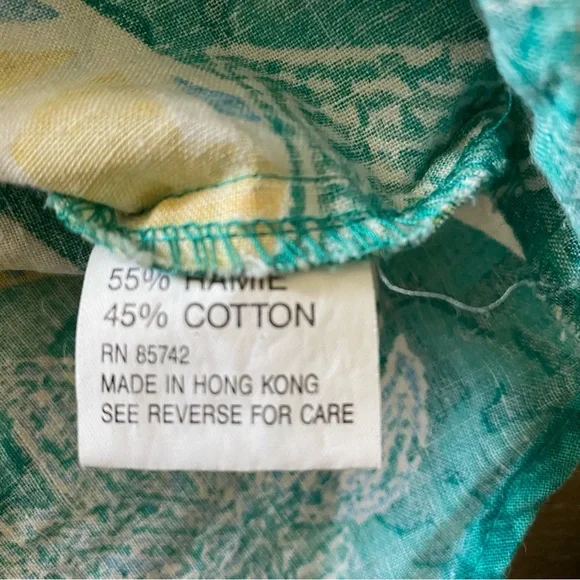 55% RAMIE
45% COTTON
RN 85742
MADE IN HONG KONG
SEE REVERSE FOR CARE